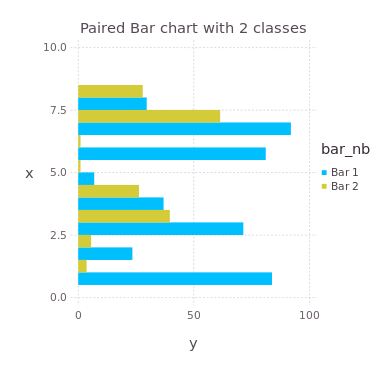 Paired Bar chart with 2 classes
10.0
7.5
bar_nb
Bar 1
x
5.0
Bar 2
2.5
0.0
0
50
100
y